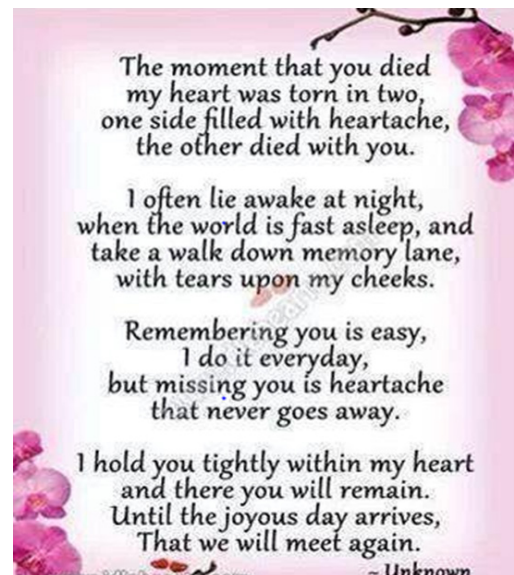 The moment that you died
my heart was torn in two,
one side filled with heartache,
the other died with you.
I often lie awake at night,
when the world is fast asleep, and
take a walk down memory lane,
with tears upon my cheeks.
Remembering you is easy,
I do it everyday,
but missing you is heartache
that never goes away.
I hold you tightly within my heart
and there you will remain.
Until the joyous day arrives,
That we will meet again.
~ Unknown